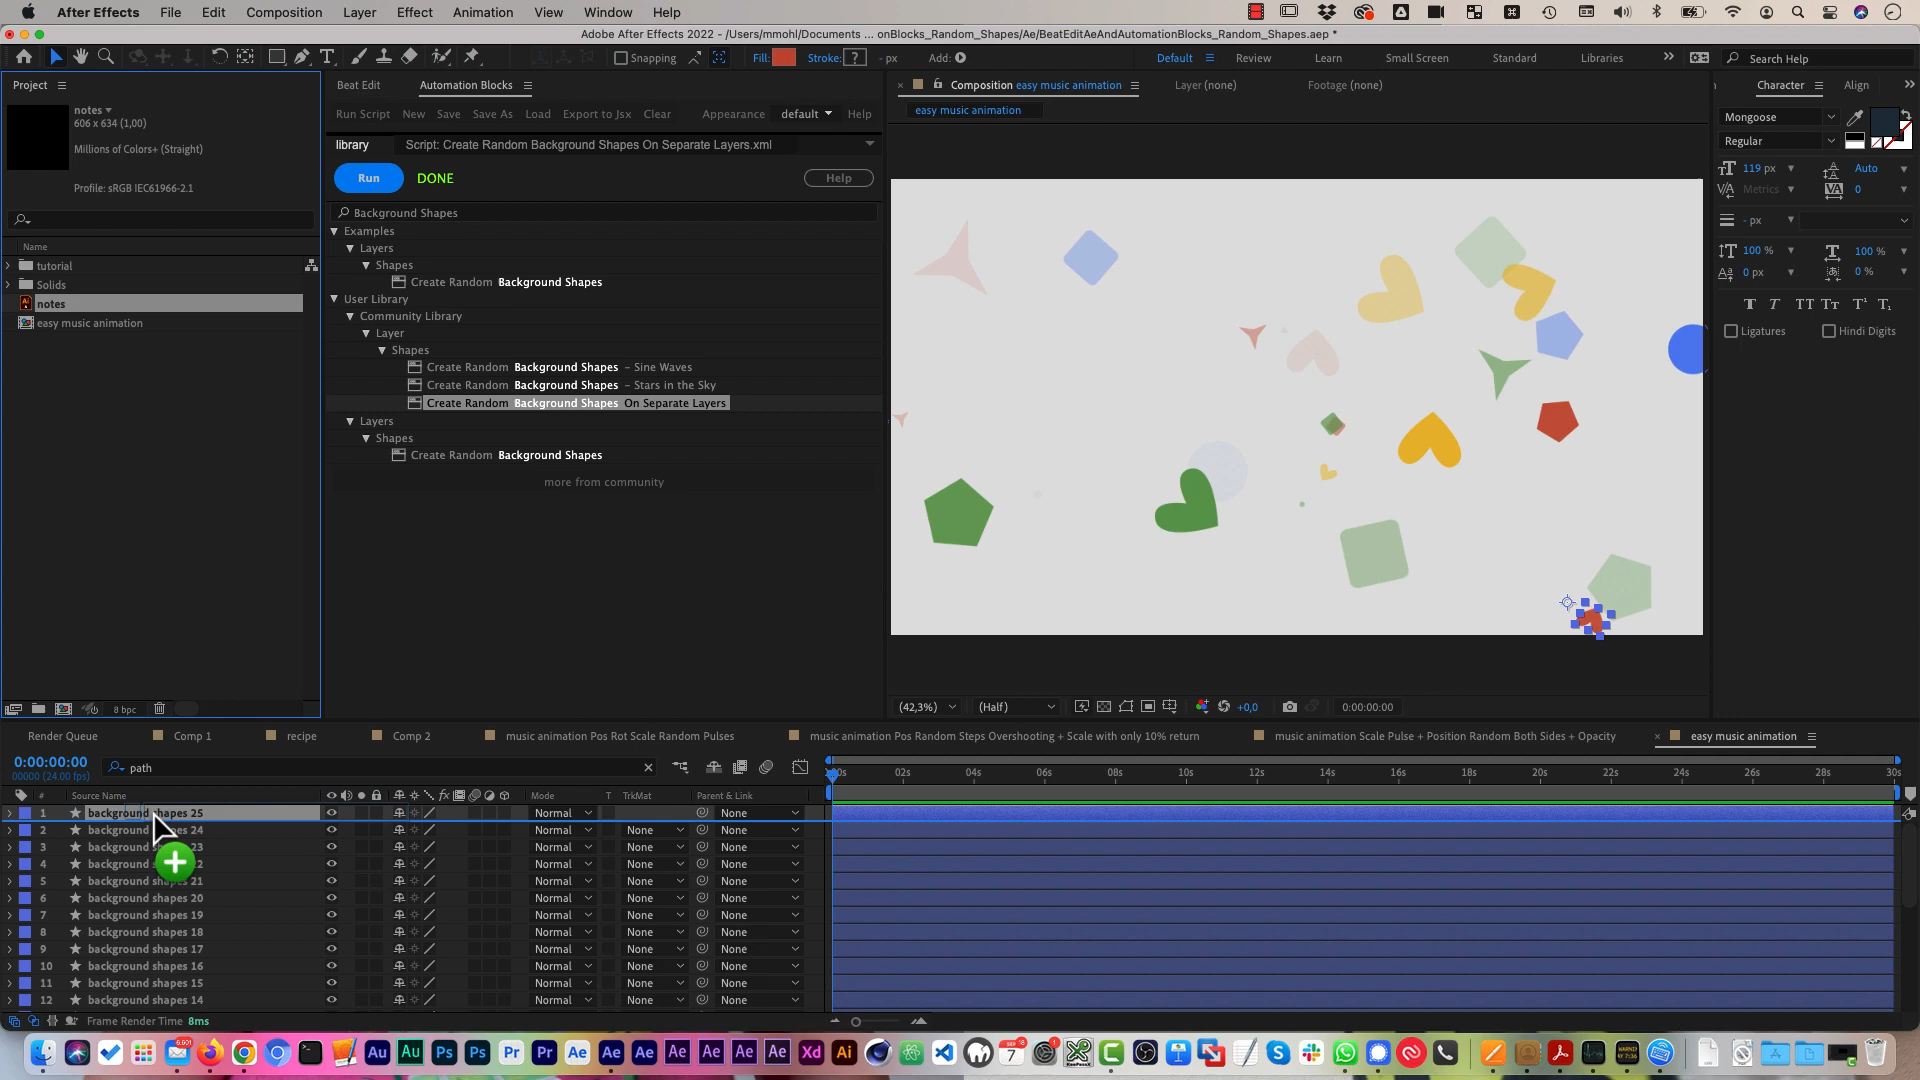 After Effects File Edit Composition Layer Effect Animation View Window Help
Adobe After Effects 2022 - /Users/mmohl/Documents ... onBlocks_Random_Shapes/Ae/BeatEditAeAndAutomationBlocks_Random_Shapes.aep *
Snapping Fill: Stroke: ? - px Add: Default Review Learn Small Screen Standard Libraries Search Help
Project Beat Edit Automation Blocks Composition easy music animation Layer (none) Footage (none) Character Align
notes
606 x 634 (1,00)
Millions of Colors+ (Straight)
Profile: sRGB IEC61966-2.1
Run Script New Save Save As Load Export to Jsx Clear Appearance default Help
easy music animation
library Script: Create Random Background Shapes On Separate Layers.xml
Run DONE Help
Background Shapes
Examples
Layers
Shapes
Create Random Background Shapes
User Library
Community Library
Layer
Shapes
Create Random Background Shapes - Sine Waves
Create Random Background Shapes - Stars in the Sky
Create Random Background Shapes On Separate Layers
Layers
Shapes
Create Random Background Shapes
more from community
Name
tutorial
Solids
notes
easy music animation
8 bpc
Mongoose
Regular
119 px Auto
Metrics 0
- px
100 % 100 %
0 px 0 %
Ligatures Hindi Digits
(42,3%) (Half) +0,0 0:00:00:00
Render Queue Comp 1 recipe Comp 2 music animation Pos Rot Scale Random Pulses music animation Pos Random Steps Overshooting + Scale with only 10% return music animation Scale Pulse + Position Random Both Sides + Opacity easy music animation
0:00:00:00
00000 (24.00 fps)
path
02s 04s 06s 08s 10s 12s 14s 16s 18s 20s 22s 24s 26s 28s 30s
# Source Name Mode T TrkMat Parent & Link
1 background shapes 25 Normal None
2 background shapes 24 Normal None None
3 background 23 Normal None None
4 background Normal None None
5 background shapes 21 Normal None None
6 background shapes 20 Normal None None
7 background shapes 19 Normal None None
8 background shapes 18 Normal None None
9 background shapes 17 Normal None None
10 background shapes 16 Normal None None
11 background shapes 15 Normal None None
12 background shapes 14 Normal None None
Frame Render Time 8ms